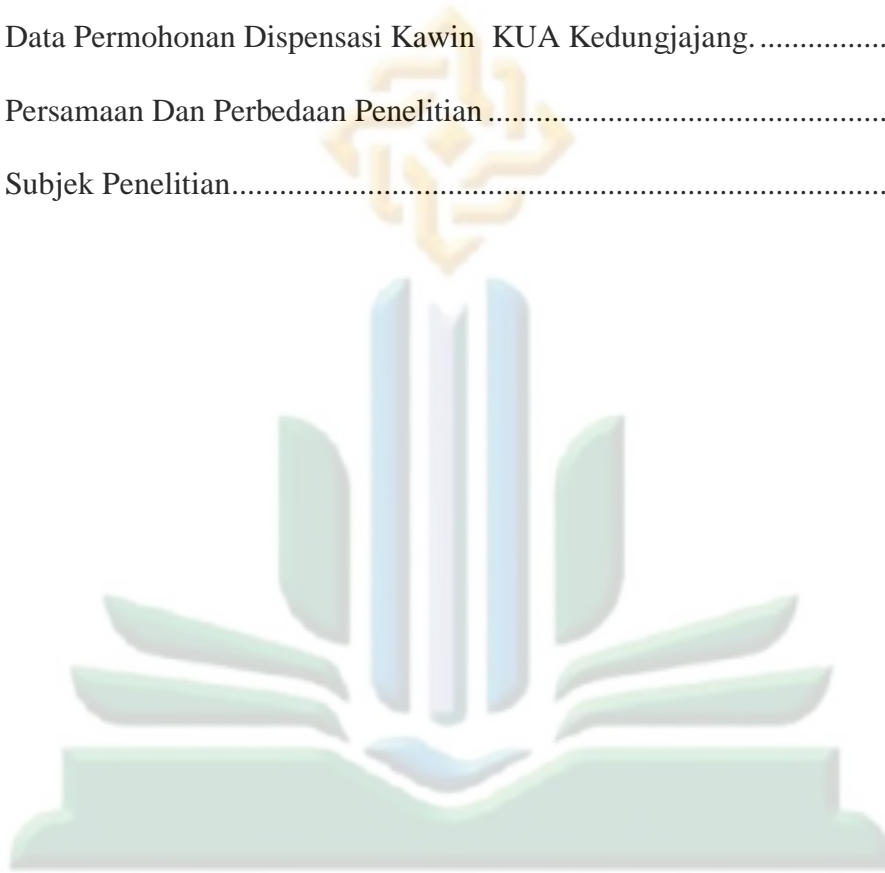 Data Permohonan Dispensasi Kawin  KUA Kedungjajang. ................
Persamaan Dan Perbedaan Penelitian ..................................................
Subjek Penelitian..................................................................................